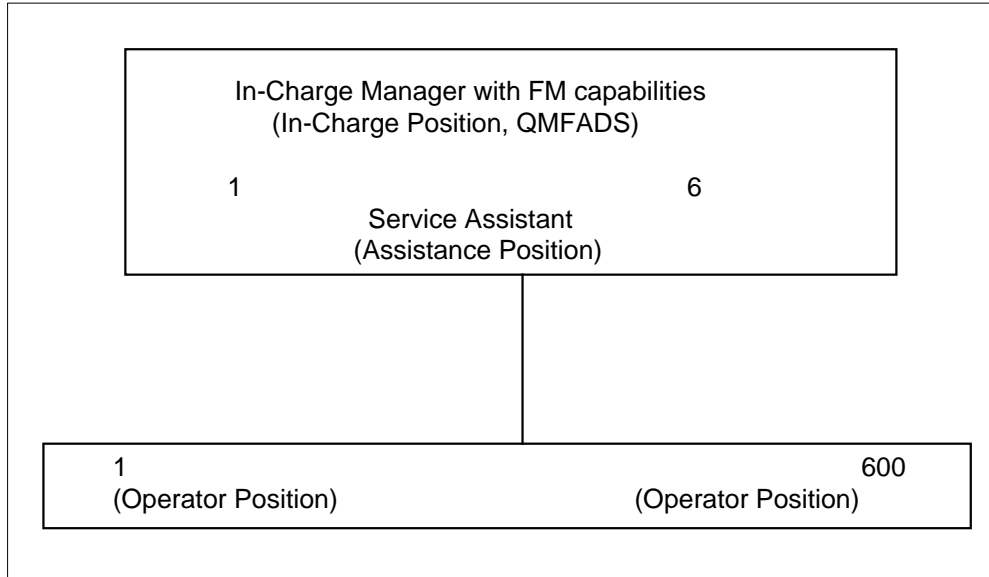 In-Charge Manager with FM capabilities
(In-Charge Position, QMFADS)
1 6
Service Assistant
(Assistance Position)
1 600
(Operator Position) (Operator Position)